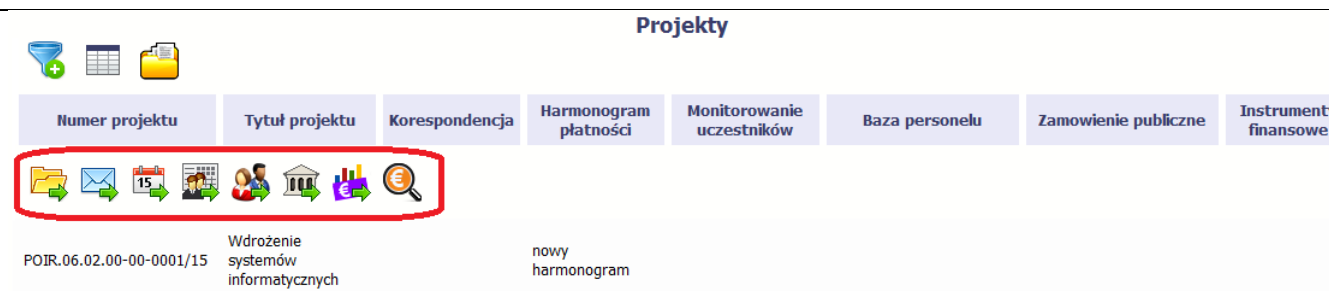 Projekty
Numer projektu
Tytuł projektu
Korespondencja
Harmonogram
płatności
Monitorowanie
uczestników
Baza personelu
Zamowienie publiczne
Instrument
finansowe
15
POIR.06.02.00-00-0001/15
Wdrożenie
systemów
informatycznych
nowy
harmonogram